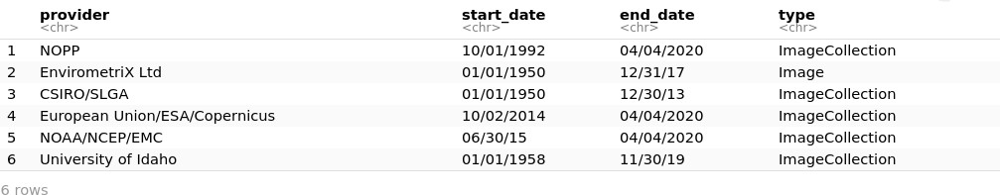 provider start_date end_date type
<chr> <chr> <chr> <chr>
1 NOPP 10/01/1992 04/04/2020 ImageCollection
2 EnvirometriX Ltd 01/01/1950 12/31/17 Image
3 CSIRO/SLGA 01/01/1950 12/30/13 ImageCollection
4 European Union/ESA/Copernicus 10/02/2014 04/04/2020 ImageCollection
5 NOAA/NCEP/EMC 06/30/15 04/04/2020 ImageCollection
6 University of Idaho 01/01/1958 11/30/19 ImageCollection
6 rows